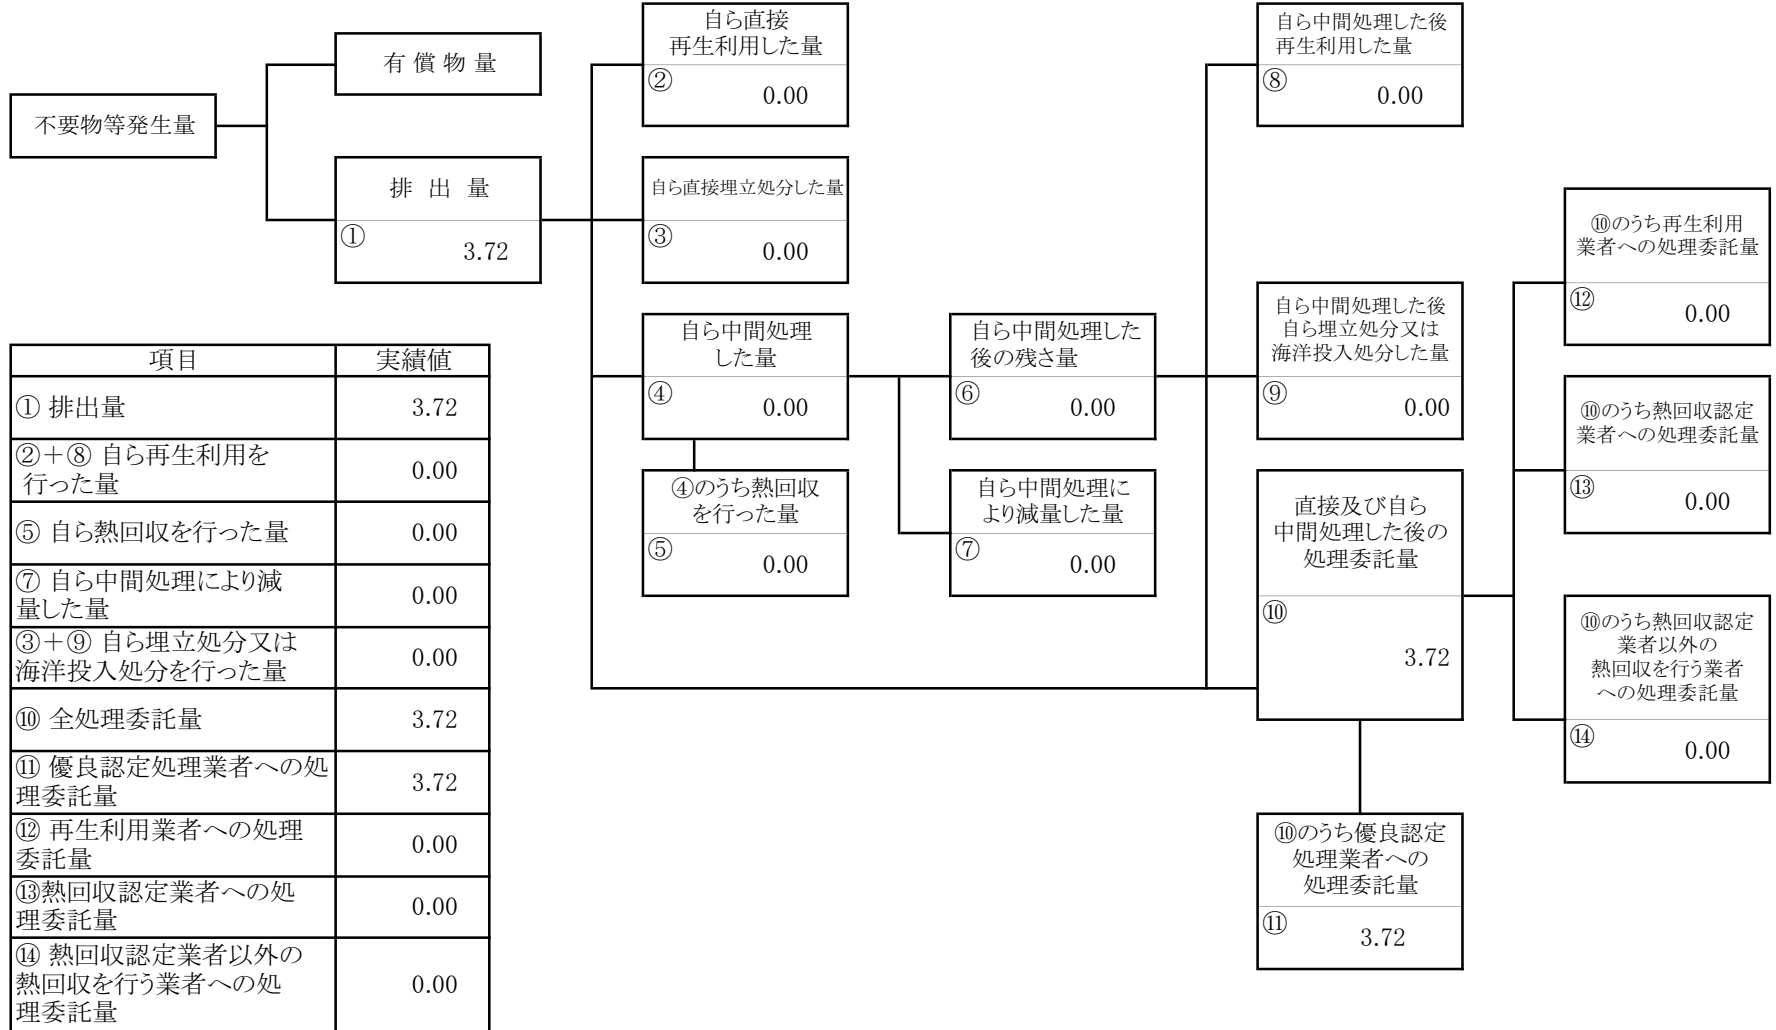 不要物等発生量
有 償 物 量
排 出 量
①
3.72
自ら直接
再生利用した量
②
0.00
自ら直接埋立処分した量
③
0.00
自ら中間処理
した量
④
0.00
④のうち熱回収
を行った量
⑤
0.00
自ら中間処理した
後の残さ量
⑥
0.00
自ら中間処理に
より減量した量
⑦
0.00
自ら中間処理した後
再生利用した量
⑧
0.00
自ら中間処理した後
自ら埋立処分又は
海洋投入処分した量
⑨
0.00
直接及び自ら
中間処理した後の
処理委託量
⑩
3.72
⑩のうち優良認定
処理業者への
処理委託量
⑪
3.72
⑩のうち再生利用
業者への処理委託量
⑫
0.00
⑩のうち熱回収認定
業者への処理委託量
⑬
0.00
⑩のうち熱回収認定
業者以外の
熱回収を行う業者
への処理委託量
⑭
0.00
項目 実績値
① 排出量 3.72
②+⑧ 自ら再生利用を
行った量 0.00
⑤ 自ら熱回収を行った量 0.00
⑦ 自ら中間処理により減
量した量 0.00
③+⑨ 自ら埋立処分又は
海洋投入処分を行った量 0.00
⑩ 全処理委託量 3.72
⑪ 優良認定処理業者への処
理委託量 3.72
⑫ 再生利用業者への処理
委託量 0.00
⑬熱回収認定業者への処
理委託量 0.00
⑭ 熱回収認定業者以外の
熱回収を行う業者への処
理委託量 0.00